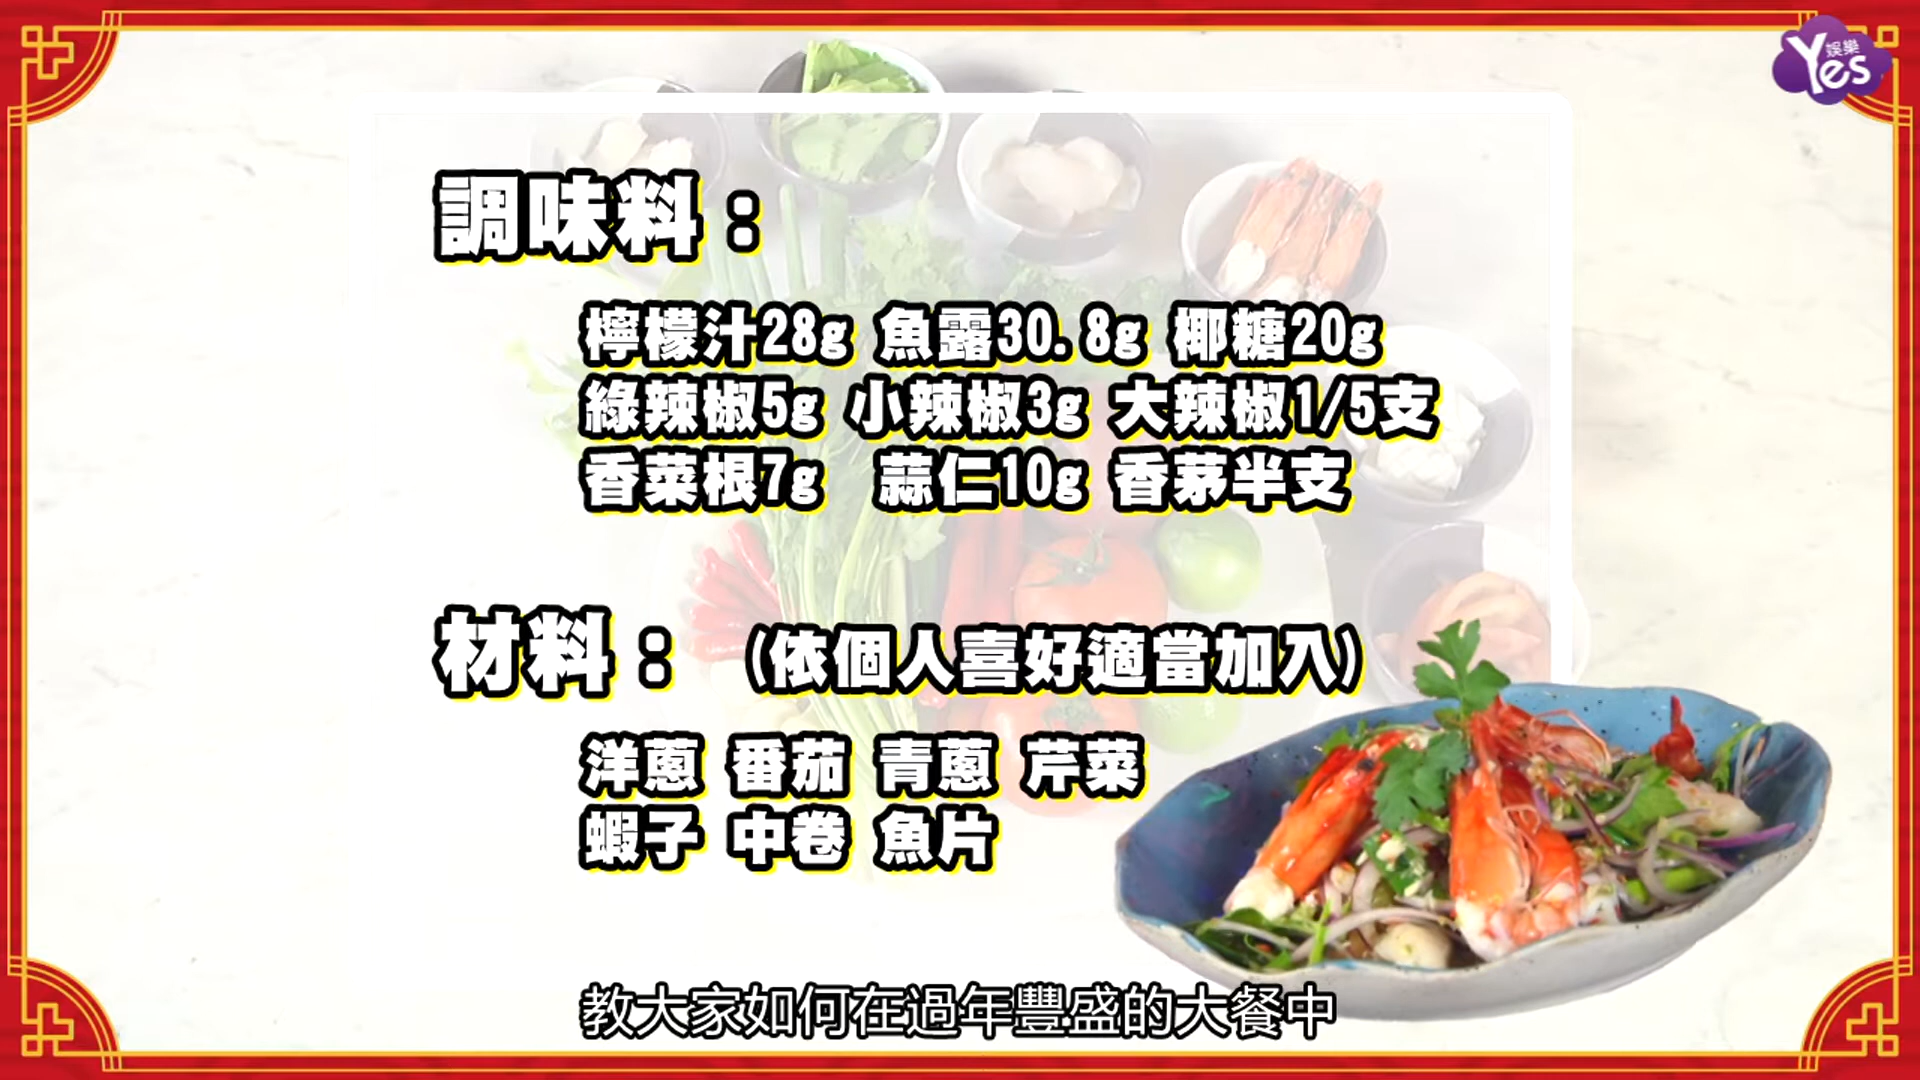 Yes娛樂
調味料：
檸檬汁28g 魚露30.8g 椰糖20g
綠辣椒5g 小辣椒3g 大辣椒1/5支
香菜根7g 蒜仁10g 香茅半支
材料： (依個人喜好適當加入)
洋蔥 番茄 青蔥 芹菜
蝦子 中卷 魚片
教大家如何在過年豐盛的大餐中